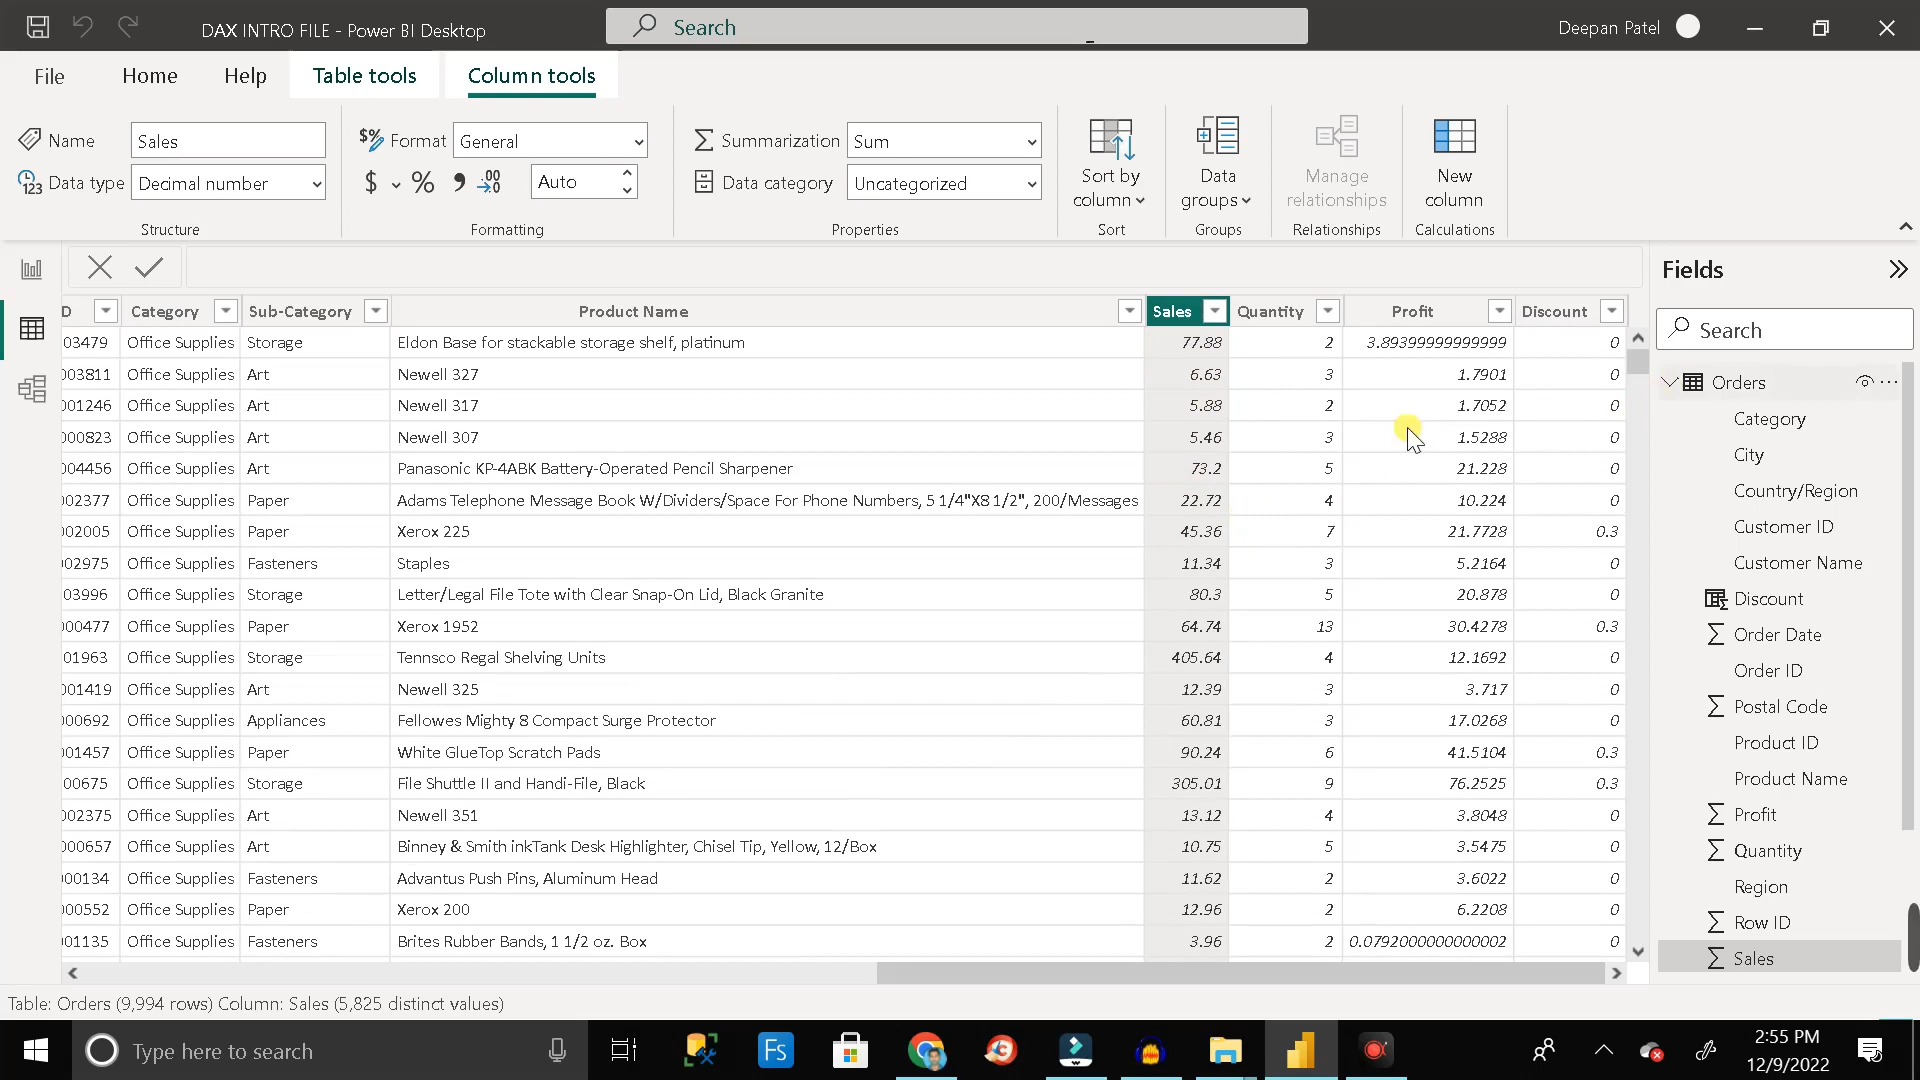 DAX INTRO FILE - Power BI Desktop
Search
Deepan Patel
File Home Help Table tools Column tools
Name Sales
Format General
Summarization Sum
Data type Decimal number
$ % 9 .00 Auto
Data category Uncategorized
Sort by column
Data groups
Manage relationships
New column
Structure Formatting Properties Sort Groups Relationships Calculations
Fields
Search
D Category Sub-Category Product Name Sales Quantity Profit Discount
03479 Office Supplies Storage Eldon Base for stackable storage shelf, platinum 77.88 2 3.89399999999999 0
003811 Office Supplies Art Newell 327 6.63 3 1.7901 0
001246 Office Supplies Art Newell 317 5.88 2 1.7052 0
000823 Office Supplies Art Newell 307 5.46 3 1.5288 0
004456 Office Supplies Art Panasonic KP-4ABK Battery-Operated Pencil Sharpener 73.2 5 21.228 0
002377 Office Supplies Paper Adams Telephone Message Book W/Dividers/Space For Phone Numbers, 5 1/4"X8 1/2", 200/Messages 22.72 4 10.224 0
002005 Office Supplies Paper Xerox 225 45.36 7 21.7728 0.3
002975 Office Supplies Fasteners Staples 11.34 3 5.2164 0
03996 Office Supplies Storage Letter/Legal File Tote with Clear Snap-On Lid, Black Granite 80.3 5 20.878 0
000477 Office Supplies Paper Xerox 1952 64.74 13 30.4278 0.3
01963 Office Supplies Storage Tennsco Regal Shelving Units 405.64 4 12.1692 0
001419 Office Supplies Art Newell 325 12.39 3 3.717 0
000692 Office Supplies Appliances Fellowes Mighty 8 Compact Surge Protector 60.81 3 17.0268 0
001457 Office Supplies Paper White GlueTop Scratch Pads 90.24 6 41.5104 0.3
00675 Office Supplies Storage File Shuttle II and Handi-File, Black 305.01 9 76.2525 0.3
002375 Office Supplies Art Newell 351 13.12 4 3.8048 0
000657 Office Supplies Art Binney & Smith inkTank Desk Highlighter, Chisel Tip, Yellow, 12/Box 10.75 5 3.5475 0
000134 Office Supplies Fasteners Advantus Push Pins, Aluminum Head 11.62 2 3.6022 0
000552 Office Supplies Paper Xerox 200 12.96 2 6.2208 0
001135 Office Supplies Fasteners Brites Rubber Bands, 1 1/2 oz. Box 3.96 2 0.0792000000000002 0
Orders
Category
City
Country/Region
Customer ID
Customer Name
Discount
Order Date
Order ID
Postal Code
Product ID
Product Name
Profit
Quantity
Region
Row ID
Sales
Table: Orders (9,994 rows) Column: Sales (5,825 distinct values)
Type here to search
Fs
2:55 PM
12/9/2022